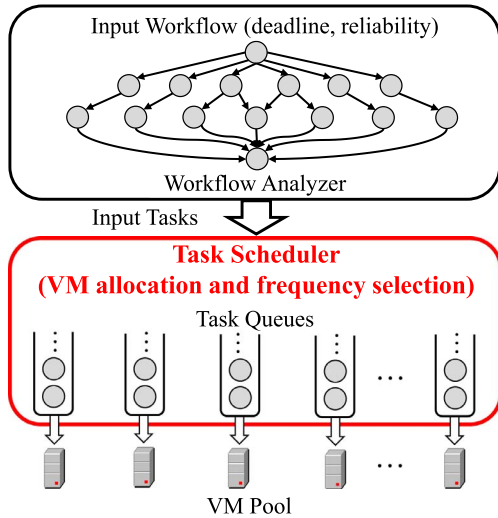 Input Workflow (deadline, reliability)
Workflow Analyzer
Input Tasks
Task Scheduler
(VM allocation and frequency selection)
Task Queues
VM Pool